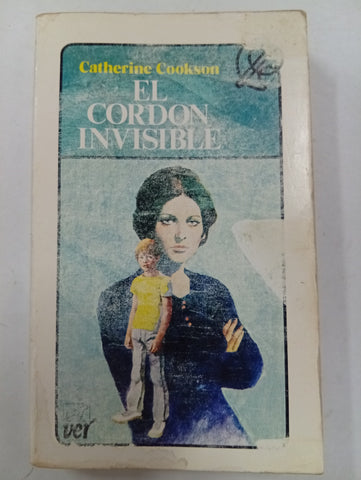 Catherine Cookson
EL
CORDON
INVISIBLE
ver